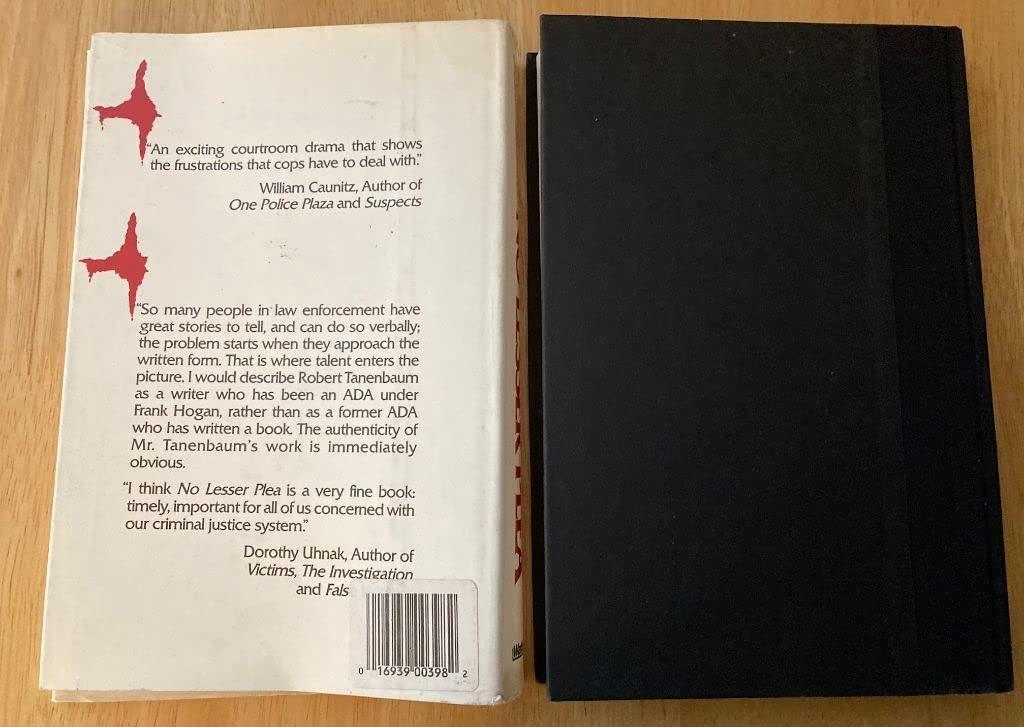 "An exciting courtroom drama that shows
the frustrations that cops have to deal with."
William Caunitz, Author of
One Police Plaza and Suspects
"So many people in law enforcement have
great stories to tell, and can do so verbally;
the problem starts when they approach the
written form. That is where talent enters the
picture. I would describe Robert Tanenbaum
as a writer who has been an ADA under
Frank Hogan, rather than as a former ADA
who has written a book. The authenticity of
Mr. Tanenbaum's work is immediately
obvious.
"I think No Lesser Plea is a very fine book:
timely, important for all of us concerned with
our criminal justice system."
Dorothy Uhnak, Author of
Victims, The Investigation
and Fals
0 16939 00398 2